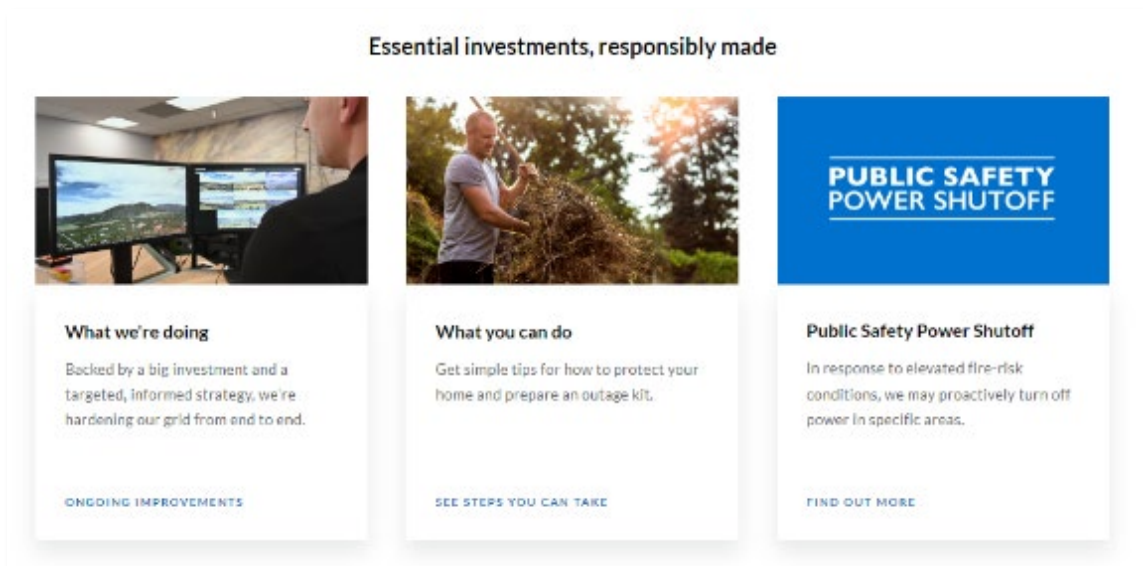 Essential investments, responsibly made
PUBLIC SAFETY
POWER SHUTOFF
What we're doing
Backed by a big investment and a
targeted, informed strategy, we're
hardening our grid from end to end.
ONGOING IMPROVEMENTS
What you can do
Get simple tips for how to protect your
home and prepare an outage kit.
SEE STEPS YOU CAN TAKE
Public Safety Power Shutoff
In response to elevated fire-risk
conditions, we may proactively turn off
power in specific areas.
FIND OUT MORE